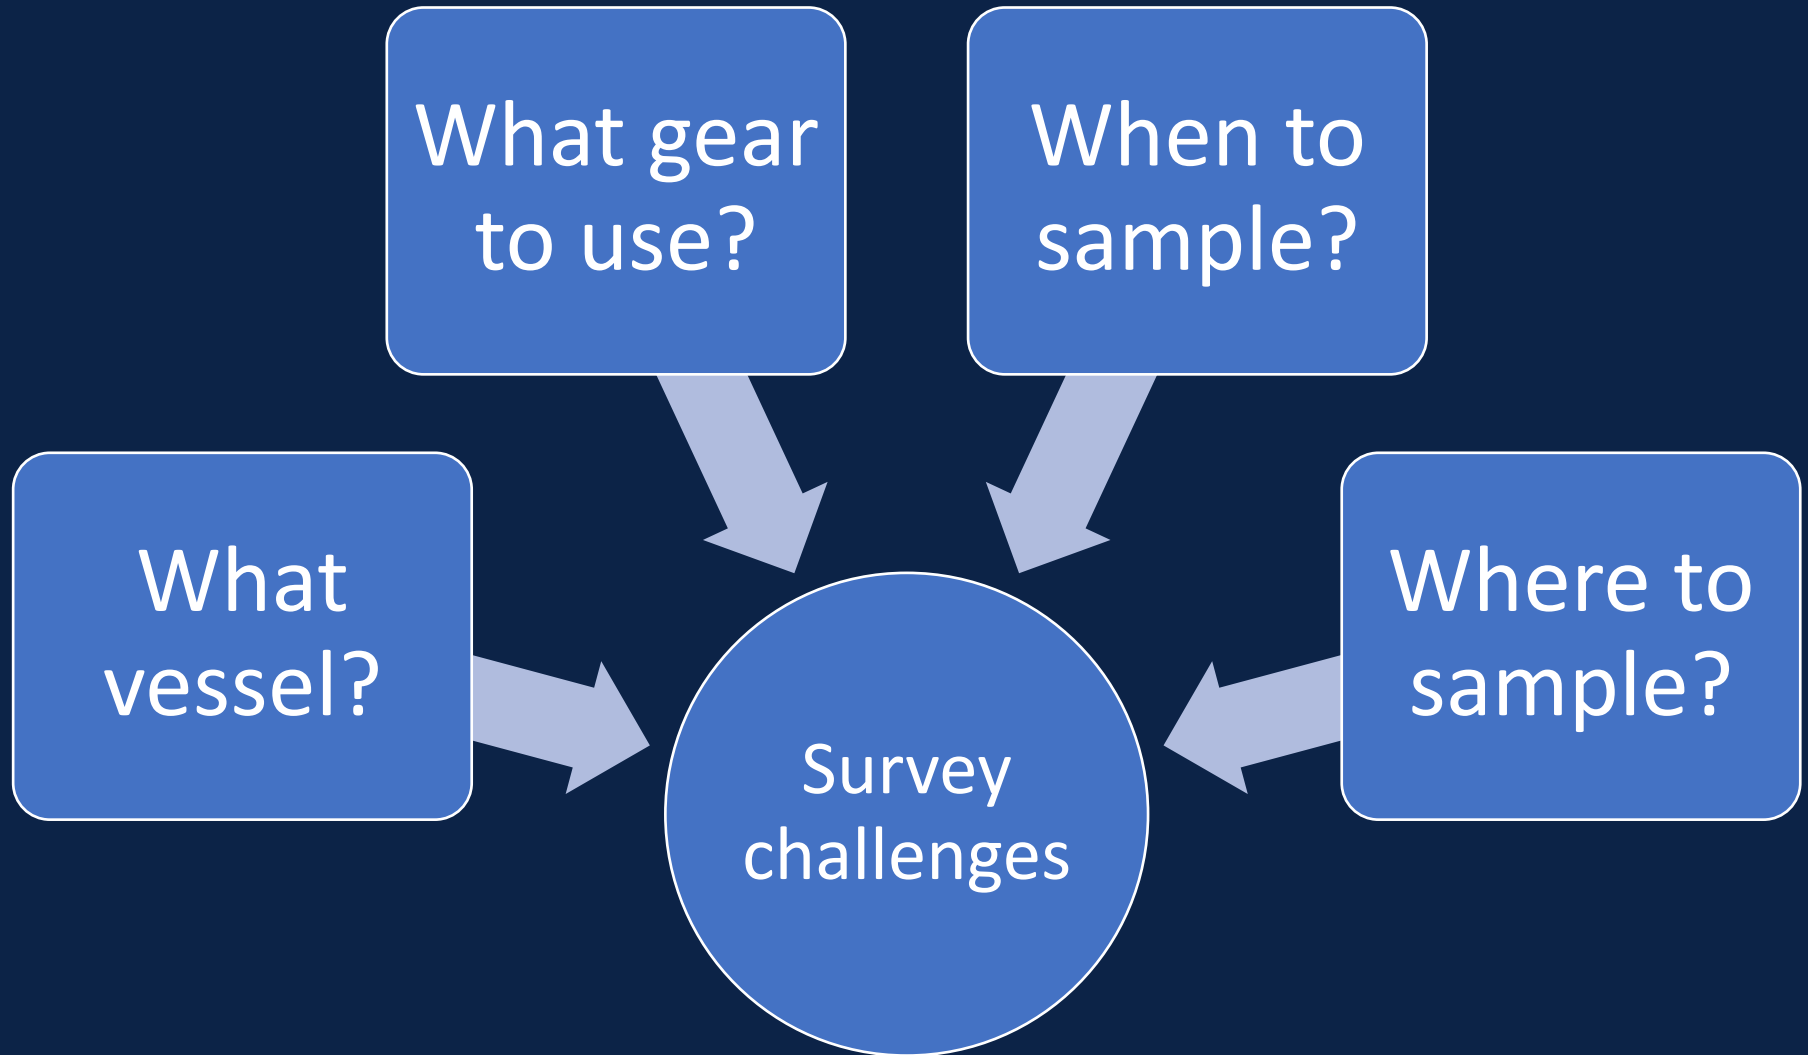 What gear
to use?
When to
sample?
What
vessel?
Where to
sample?
Survey
challenges